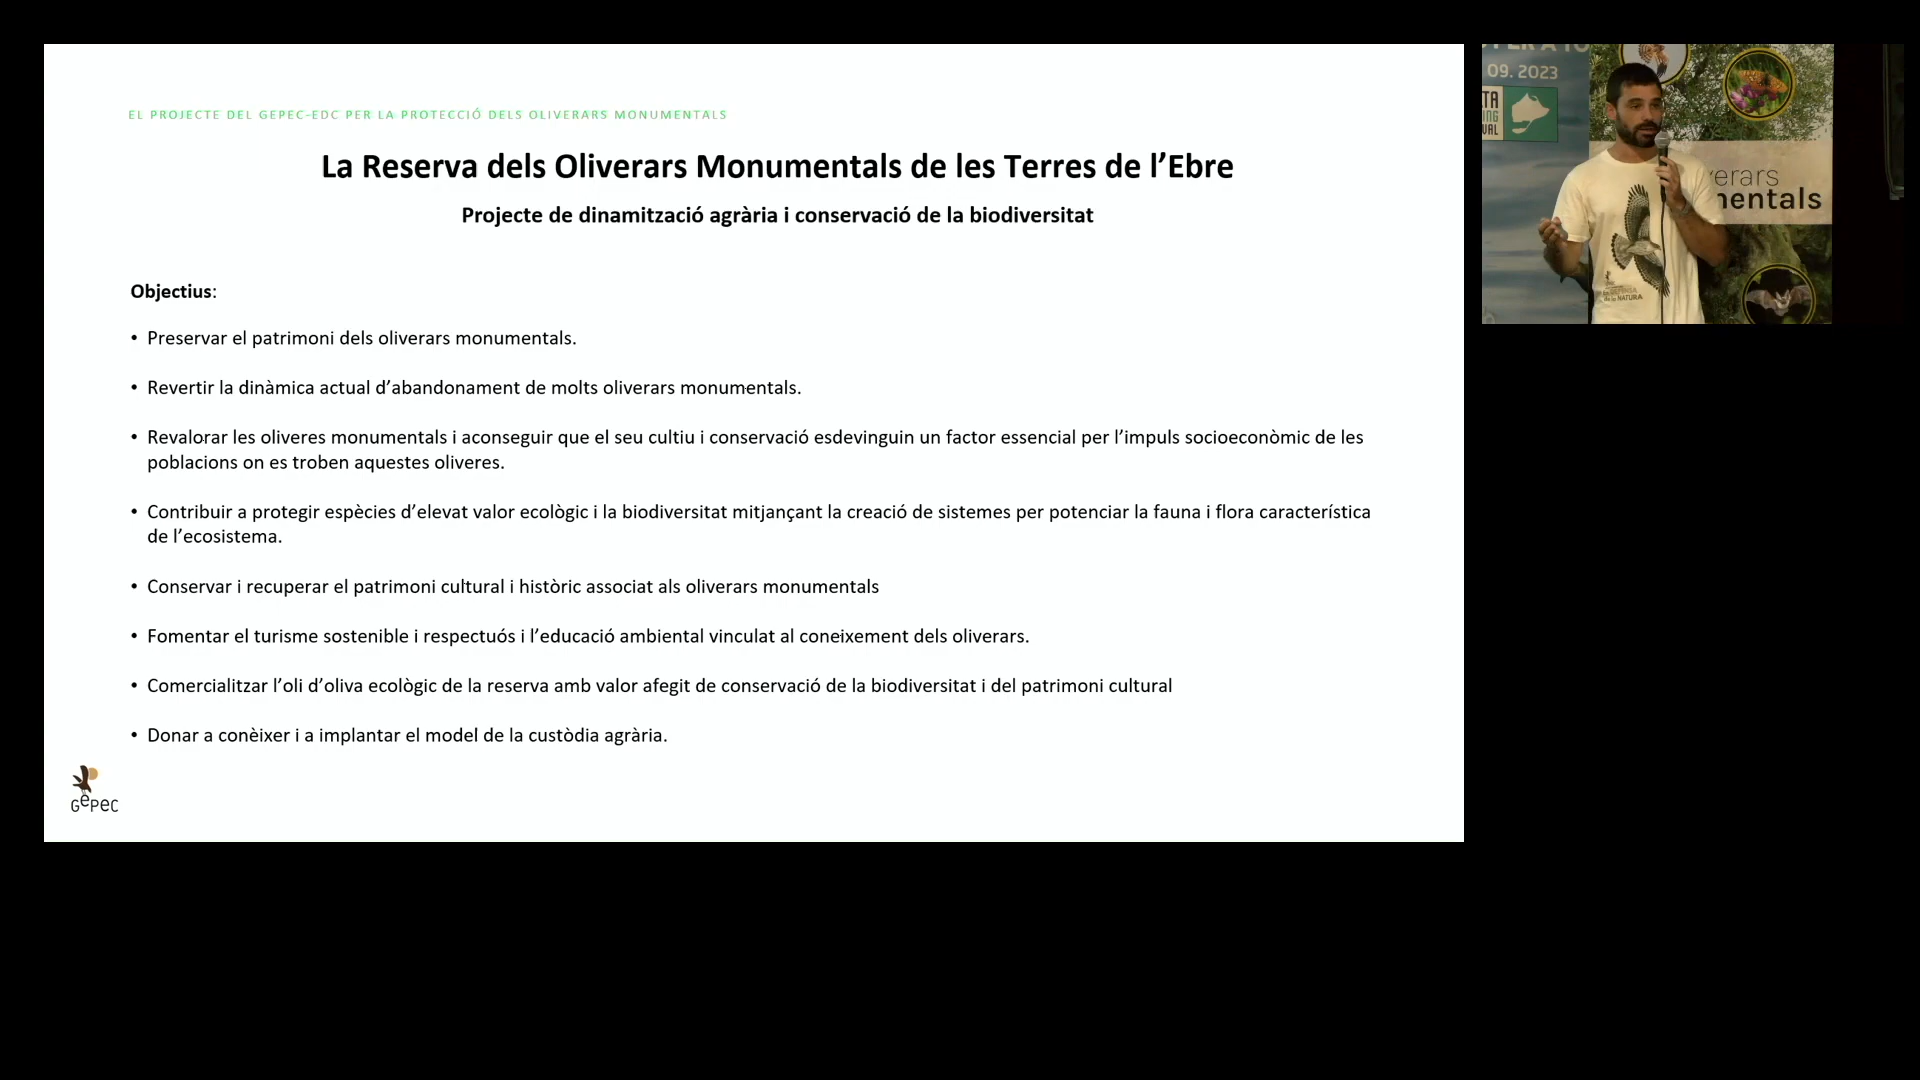 EL PROJECTE DEL GEPEC-EDC PER LA PROTECCIÓ DELS OLIVERARS MONUMENTALS
La Reserva dels Oliverars Monumentals de les Terres de l’Ebre
Projecte de dinamització agrària i conservació de la biodiversitat
Objectius:
• Preservar el patrimoni dels oliverars monumentals.
• Revertir la dinàmica actual d’abandonament de molts oliverars monumentals.
• Revalorar les oliveres monumentals i aconseguir que el seu cultiu i conservació esdevinguin un factor essencial per l’impuls socioeconòmic de les
poblacions on es troben aquestes oliveres.
• Contribuir a protegir espècies d’elevat valor ecològic i la biodiversitat mitjançant la creació de sistemes per potenciar la fauna i flora característica
de l’ecosistema.
• Conservar i recuperar el patrimoni cultural i històric associat als oliverars monumentals
• Fomentar el turisme sostenible i respectuós i l’educació ambiental vinculat al coneixement dels oliverars.
• Comercialitzar l’oli d’oliva ecològic de la reserva amb valor afegit de conservació de la biodiversitat i del patrimoni cultural
• Donar a conèixer i a implantar el model de la custòdia agrària.
GePeC
09. 2023
verars
mentals
de la NATURA